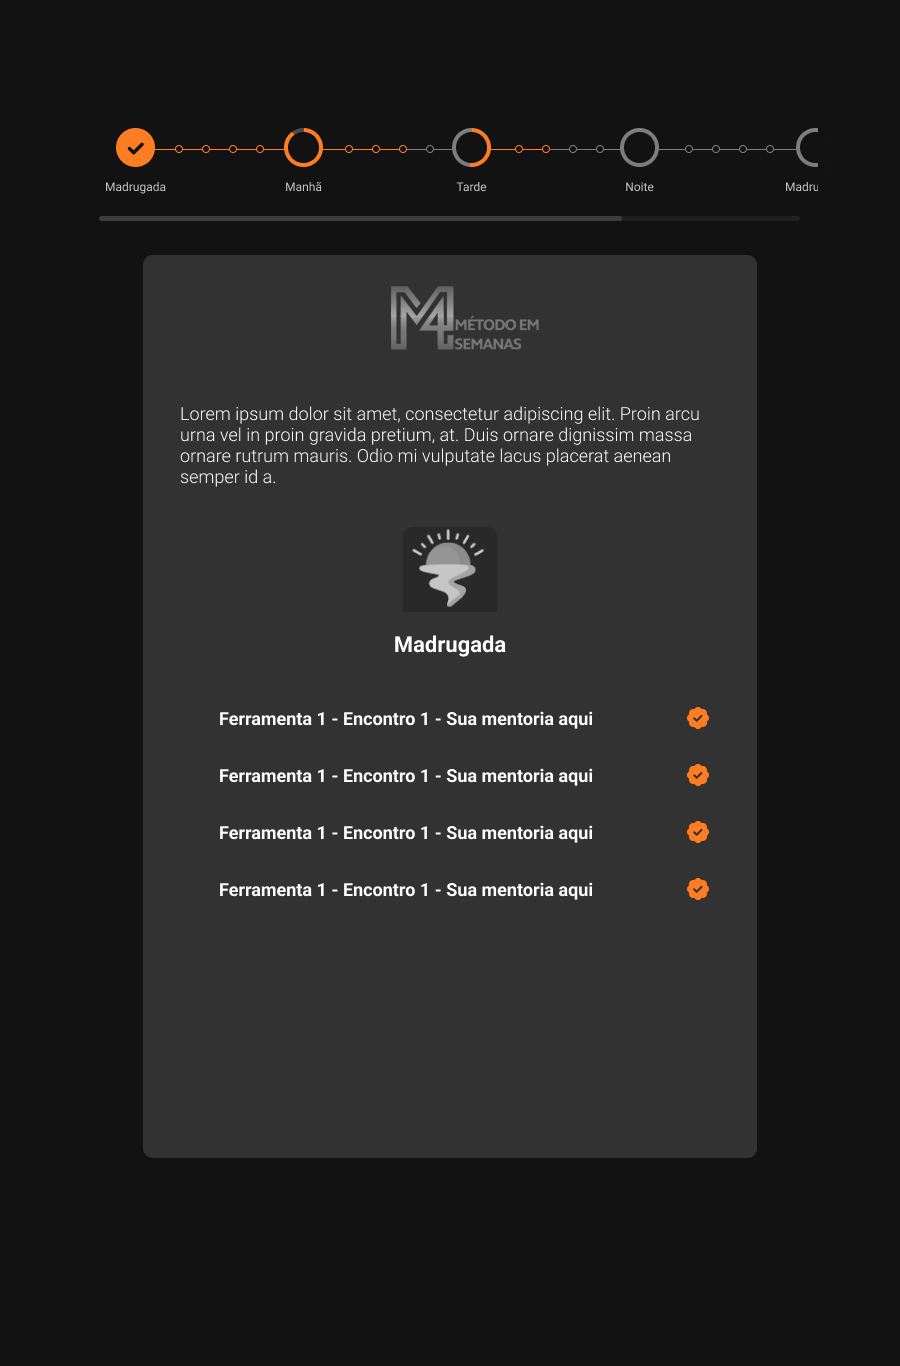 Madrugada
Manhã
Tarde
Noite
Madru
M4 MÉTODO EM
SEMANAS
Lorem ipsum dolor sit amet, consectetur adipiscing elit. Proin arcu
urna vel in proin gravida pretium, at. Duis ornare dignissim massa
ornare rutrum mauris. Odio mi vulputate lacus placerat aenean
semper id a.
Madrugada
Ferramenta 1 - Encontro 1 - Sua mentoria aqui
Ferramenta 1 - Encontro 1 - Sua mentoria aqui
Ferramenta 1 - Encontro 1 - Sua mentoria aqui
Ferramenta 1 - Encontro 1 - Sua mentoria aqui